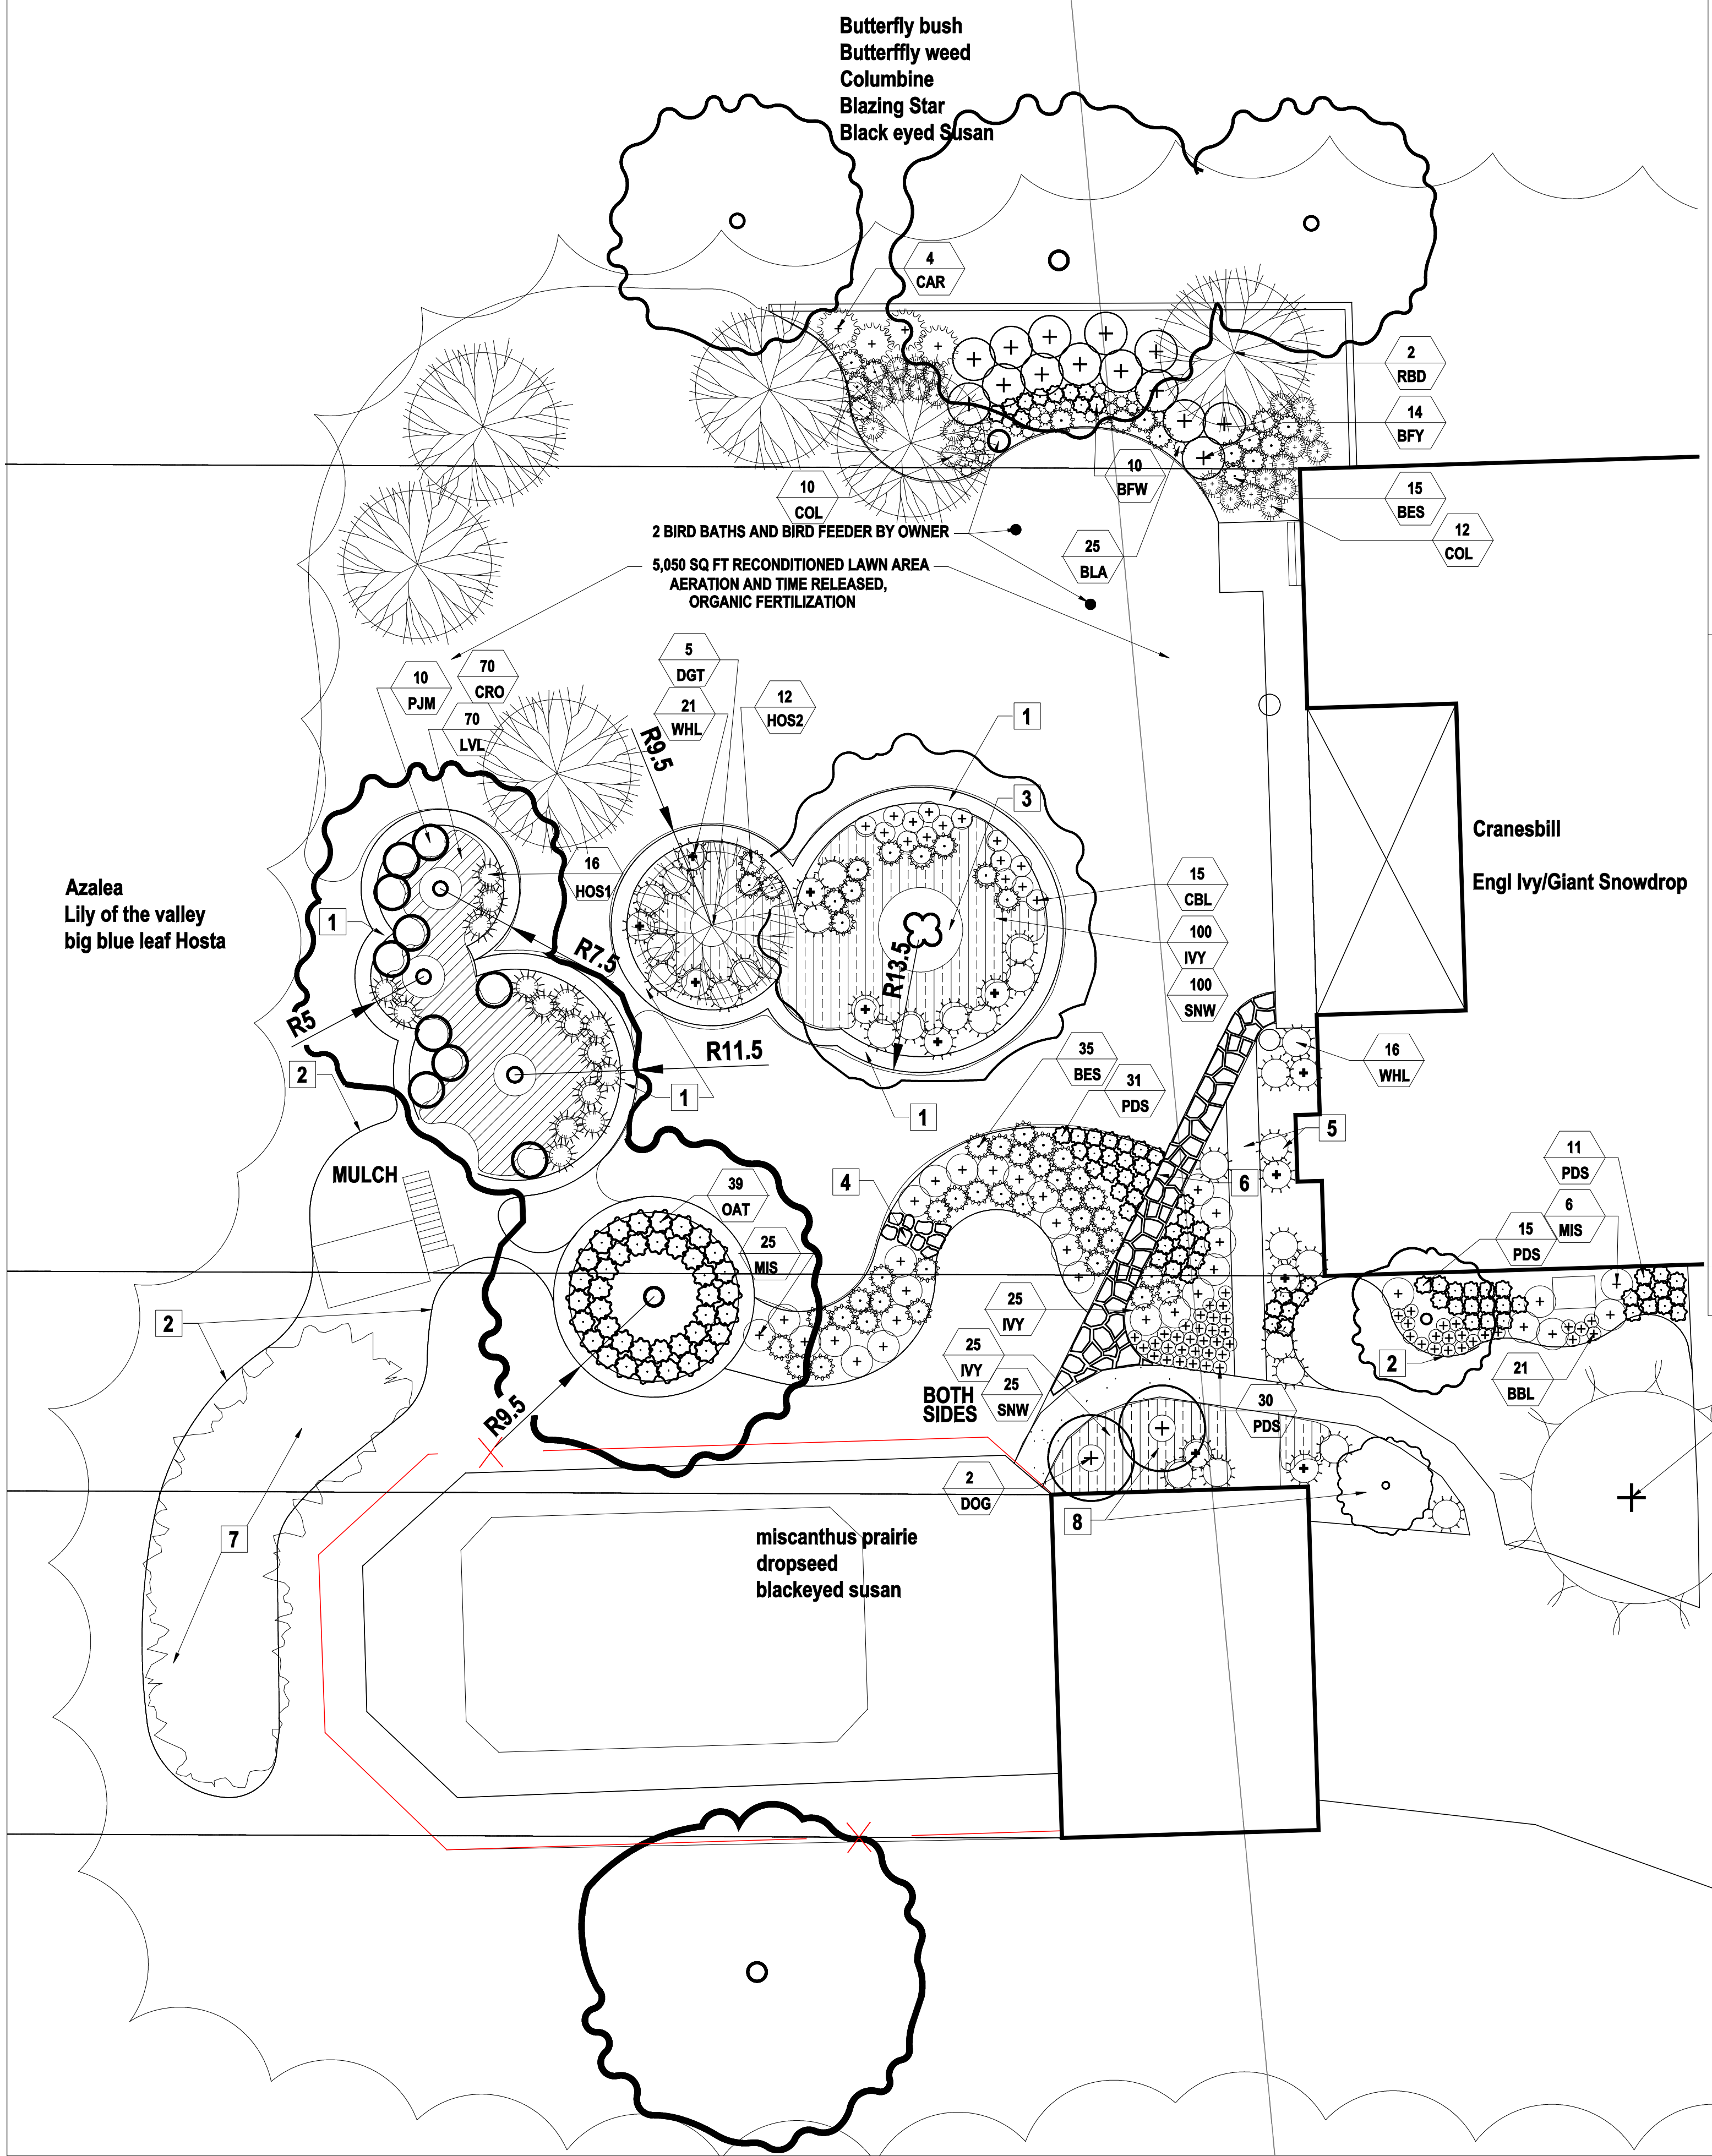 Butterfly bush
Butterffly weed
Columbine
Blazing Star
Black eyed Susan
4
CAR
2
RBD
14
BFY
10
BFW
15
BES
10
COL
12
COL
2 BIRD BATHS AND BIRD FEEDER BY OWNER
25
BLA
5,050 SQ FT RECONDITIONED LAWN AREA
AERATION AND TIME RELEASED,
ORGANIC FERTILIZATION
5
DGT
70
CRO
10
PJM
12
HOS2
21
WHL
70
LVL
1
R9.5
3
Cranesbill
Engl Ivy/Giant Snowdrop
16
HOS1
15
CBL
Azalea
Lily of the valley
big blue leaf Hosta
1
100
IVY
R7.5
R13.5
100
SNW
R5
R11.5
35
BES
16
WHL
2
31
PDS
1
1
5
MULCH
4
6
11
PDS
39
OAT
6
MIS
25
MIS
15
PDS
25
IVY
2
25
IVY
2
21
BBL
25
SNW
BOTH
SIDES
30
PDS
R9.5
2
DOG
8
7
miscanthus prairie
dropseed
blackeyed susan